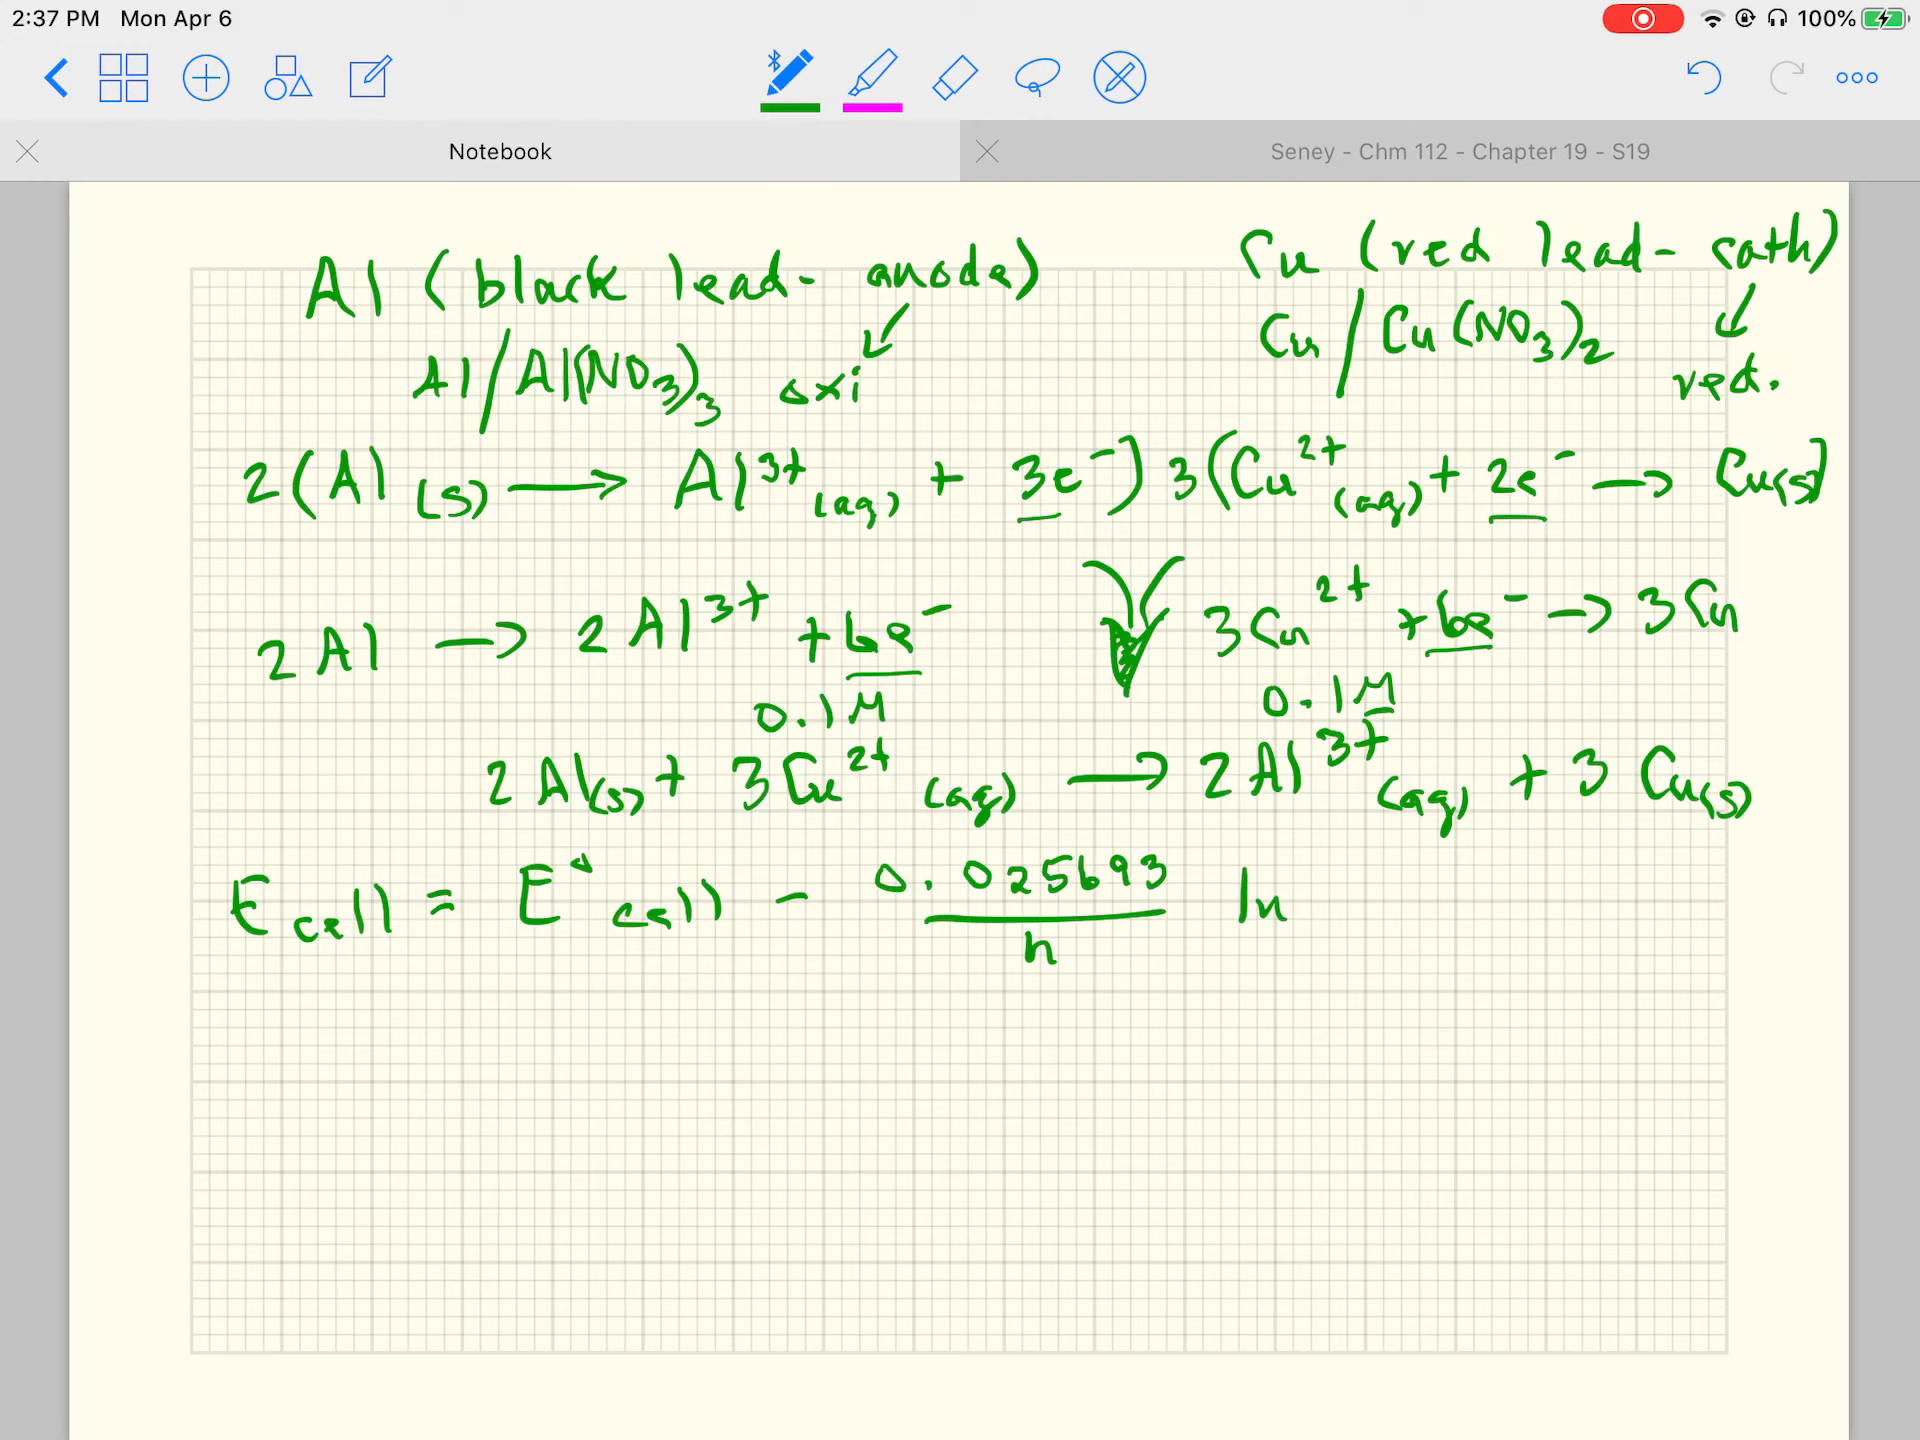 2:37 PM Mon Apr 6 100%
Notebook
Seney - Chm 112 - Chapter 19 - S19
Al (black lead - anode) Cu (red lead - cath)
Al/Al(NO3)3 oxi Cu/Cu(NO3)2 red.
2(Al (s) → Al³⁺ (aq) + 3e⁻) 3(Cu²⁺ (aq) + 2e⁻ → Cu(s)]
2Al → 2Al³⁺ + 6e⁻ 3Cu²⁺ + 6e⁻ → 3Cu
0.1M 0.1M
2Al(s) + 3Cu²⁺ (aq) → 2Al³⁺ (aq) + 3Cu(s)
E cell = E° cell - 0.025693/n ln